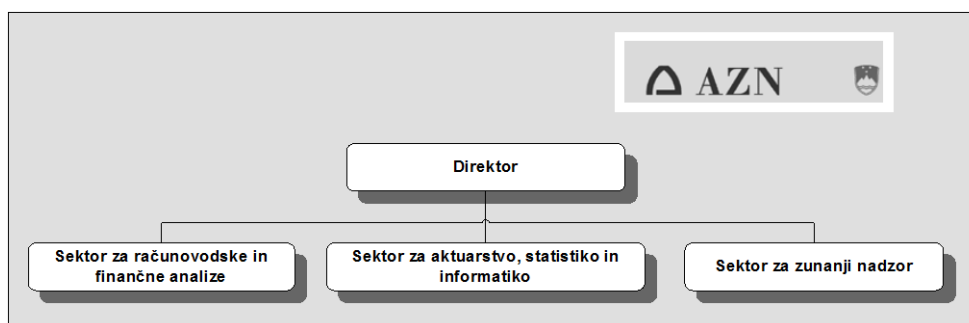 AZN
Direktor
Sektor za računovodske in
finančne analize
Sektor za aktuarstvo, statistiko in
informatiko
Sektor za zunanji nadzor